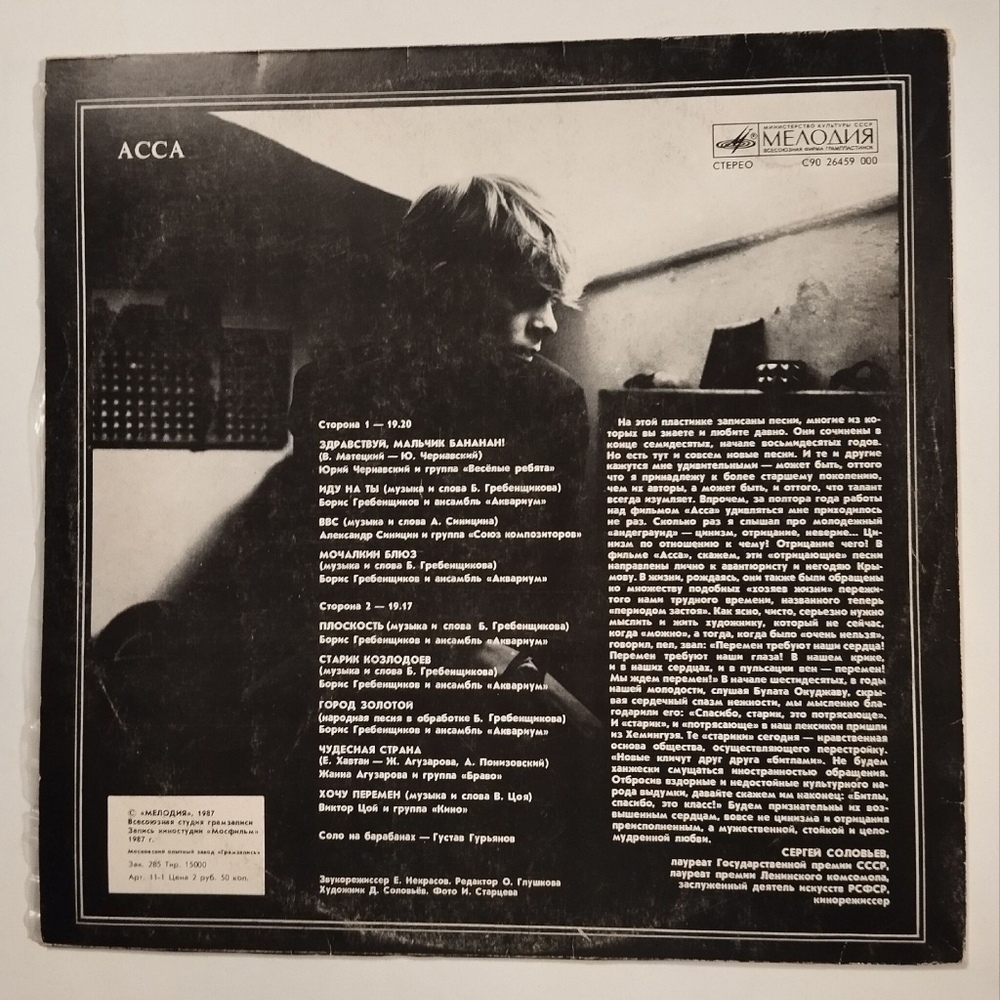 АССА
МИНИСТЕРСТВО КУЛЬТУРЫ СССР
МЕЛОДИЯ
ВСЕСОЮЗНАЯ ФИРМА ГРАМПЛАСТИНОК
СТЕРЕО С90 26459 000
Сторона 1 — 19.20
ЗДРАВСТВУЙ, МАЛЬЧИК БАНАНАН!
(В. Матецкий — Ю. Чернавский)
Юрий Чернавский и группа «Весёлые ребята»
ИДУ НА ТЫ (музыка и слова Б. Гребенщикова)
Борис Гребенщиков и ансамбль «Аквариум»
ВВС (музыка и слова А. Синицина)
Александр Синицин и группа «Союз композиторов»
МОЧАЛКИН БЛЮЗ
(музыка и слова Б. Гребенщикова)
Борис Гребенщиков и ансамбль «Аквариум»
Сторона 2 — 19.17
ПЛОСКОСТЬ (музыка и слова Б. Гребенщикова)
Борис Гребенщиков и ансамбль «Аквариум»
СТАРИК КОЗЛОДОЕВ
(музыка и слова Б. Гребенщикова)
Борис Гребенщиков и ансамбль «Аквариум»
ГОРОД ЗОЛОТОЙ
(народная песня в обработке Б. Гребенщикова)
Борис Гребенщиков и ансамбль «Аквариум»
ЧУДЕСНАЯ СТРАНА
(Е. Хавтан — Ж. Агузарова, А. Понизовский)
Жанна Агузарова и группа «Браво»
ХОЧУ ПЕРЕМЕН (музыка и слова В. Цоя)
Виктор Цой и группа «Кино»
Соло на барабанах — Густав Гурьянов
Звукорежиссер Е. Некрасов. Редактор О. Глушкова
Художник Д. Соловьёв. Фото И. Старцева
На этой пластинке записаны песни, многие из ко-
торых вы знаете и любите давно. Они сочинены в
конце семидесятых, начале восьмидесятых годов.
Но есть тут и совсем новые песни. И те и другие
кажутся мне удивительными — может быть, оттого
что я принадлежу к более старшему поколению,
чем их авторы, а может быть, и оттого, что талант
всегда изумляет. Впрочем, за полтора года работы
над фильмом «Асса» удивляться мне приходилось
не раз. Сколько раз я слышал про молодежный
«андеграунд» — цинизм, отрицание, неверие... Ци-
низм по отношению к чему! Отрицание чего! В
фильме «Асса», скажем, эти «отрицающие» песни
направлены лично к авантюристу и негодяю Кры-
мову. В жизни, рождаясь, они также были обращены
ко множеству подобных «хозяев жизни» пережи-
того нами трудного времени, названного теперь
«периодом застоя». Как ясно, чисто, серьезно нужно
мыслить и жить художнику, который не сейчас,
когда «можно», а тогда, когда было «очень нельзя»,
говорил, пел, звал: «Перемен требуют наши сердца!
Перемен требуют наши глаза! В нашем крике,
и в наших сердцах, и в пульсации вен — перемен!
Мы ждем перемен!» В начале шестидесятых, в годы
нашей молодости, слушая Булата Окуджаву, скры-
вая сердечный спазм нежности, мы мысленно бла-
годарили его: «Спасибо, старик, это потрясающе».
И «старик», и «потрясающе» в наш лексикон пришли
из Хемингуэя. Те «старики» сегодня — нравственная
основа общества, осуществляющего перестройку.
«Новые кличут друг друга «битлами». Не будем
ханжески смущаться иностранностью обращения.
Отбросив вздорные и недостойные культурного на-
рода выдумки, давайте скажем им наконец: «Битлы,
спасибо, это класс!» Будем признательны их воз-
вышенным сердцам, вовсе не цинизма и отрицания
преисполненным, а мужественной, стойкой и цело-
мудренной любви.
СЕРГЕЙ СОЛОВЬЕВ,
лауреат Государственной премии СССР,
лауреат премии Ленинского комсомола,
заслуженный деятель искусств РСФСР,
кинорежиссер
© «МЕЛОДИЯ», 1987
Всесоюзная студия грамзаписи
Запись киностудии «Мосфильм»
1987 г.
Московский опытный завод «Грамзапись»
Зак. 285 Тир. 15000
Арт. 11-1 Цена 2 руб. 50 коп.